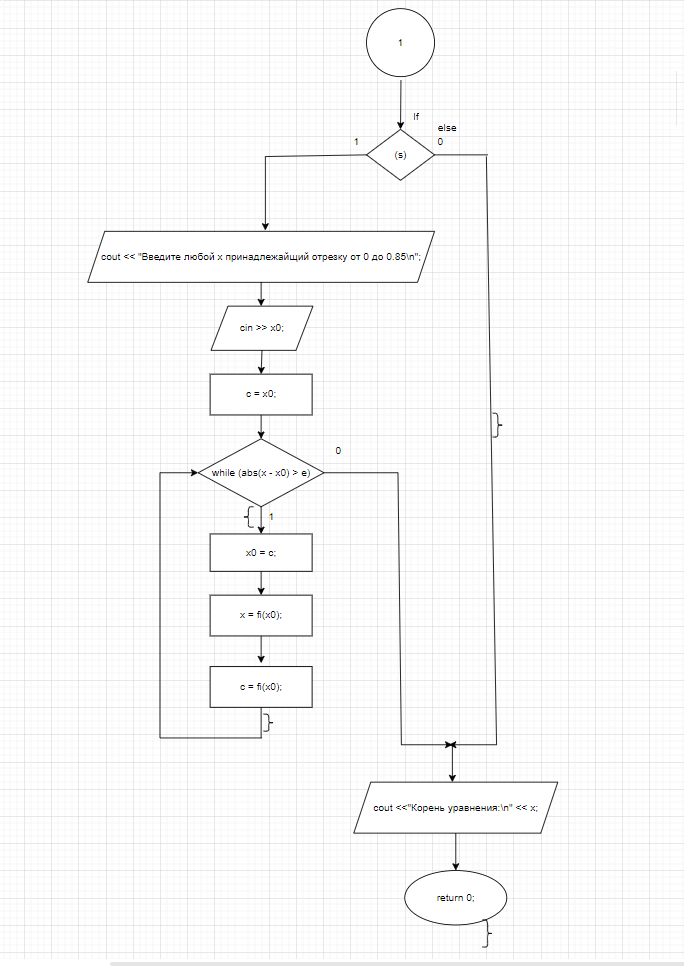 1
If
else
1
0
(s)
cout << "Введите любой x принадлежайщий отрезку от 0 до 0.85\n";
cin >> x0;
c = x0;
0
while (abs(x - x0) > e)
{
1
x0 = c;
x = fi(x0);
c = fi(x0);
}
}
cout <<"Корень уравнения:\n" << x;
return 0;
}